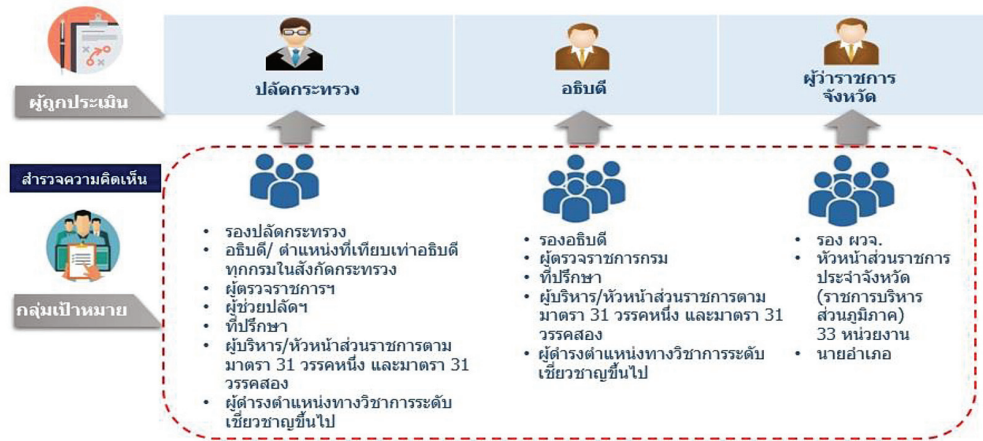 ผู้ถูกประเมิน
ปลัดกระทรวง
อธิบดี
ผู้ว่าราชการ
จังหวัด
สำรวจความคิดเห็น
กลุ่มเป้าหมาย
• รองปลัดกระทรวง
• อธิบดี/ ตำแหน่งที่เทียบเท่าอธิบดี
ทุกกรมในสังกัดกระทรวง
• ผู้ตรวจราชการฯ
• ผู้ช่วยปลัดฯ
• ที่ปรึกษา
• ผู้บริหาร/หัวหน้าส่วนราชการตาม
มาตรา 31 วรรคหนึ่ง และมาตรา 31
วรรคสอง
• ผู้ดำรงตำแหน่งทางวิชาการระดับ
เชี่ยวชาญขึ้นไป
• รองอธิบดี
• ผู้ตรวจราชการกรม
• ที่ปรึกษา
• ผู้บริหาร/หัวหน้าส่วนราชการตาม
มาตรา 31 วรรคหนึ่ง และมาตรา 31
วรรคสอง
• ผู้ดำรงตำแหน่งทางวิชาการระดับ
เชี่ยวชาญขึ้นไป
• รอง ผวจ.
• หัวหน้าส่วนราชการ
ประจำจังหวัด
(ราชการบริหาร
ส่วนภูมิภาค)
33 หน่วยงาน
• นายอำเภอ